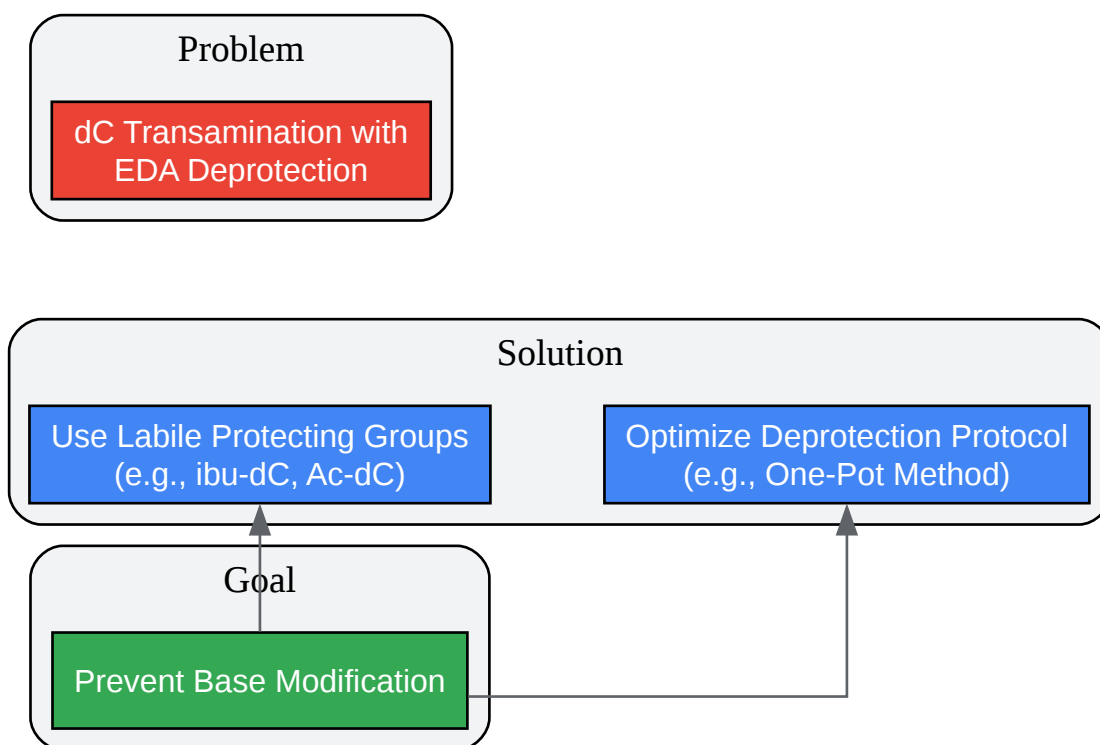 Problem
dC Transamination with
EDA Deprotection
Solution
Use Labile Protecting Groups
(e.g., ibu-dC, Ac-dC)
Optimize Deprotection Protocol
(e.g., One-Pot Method)
Goal
Prevent Base Modification